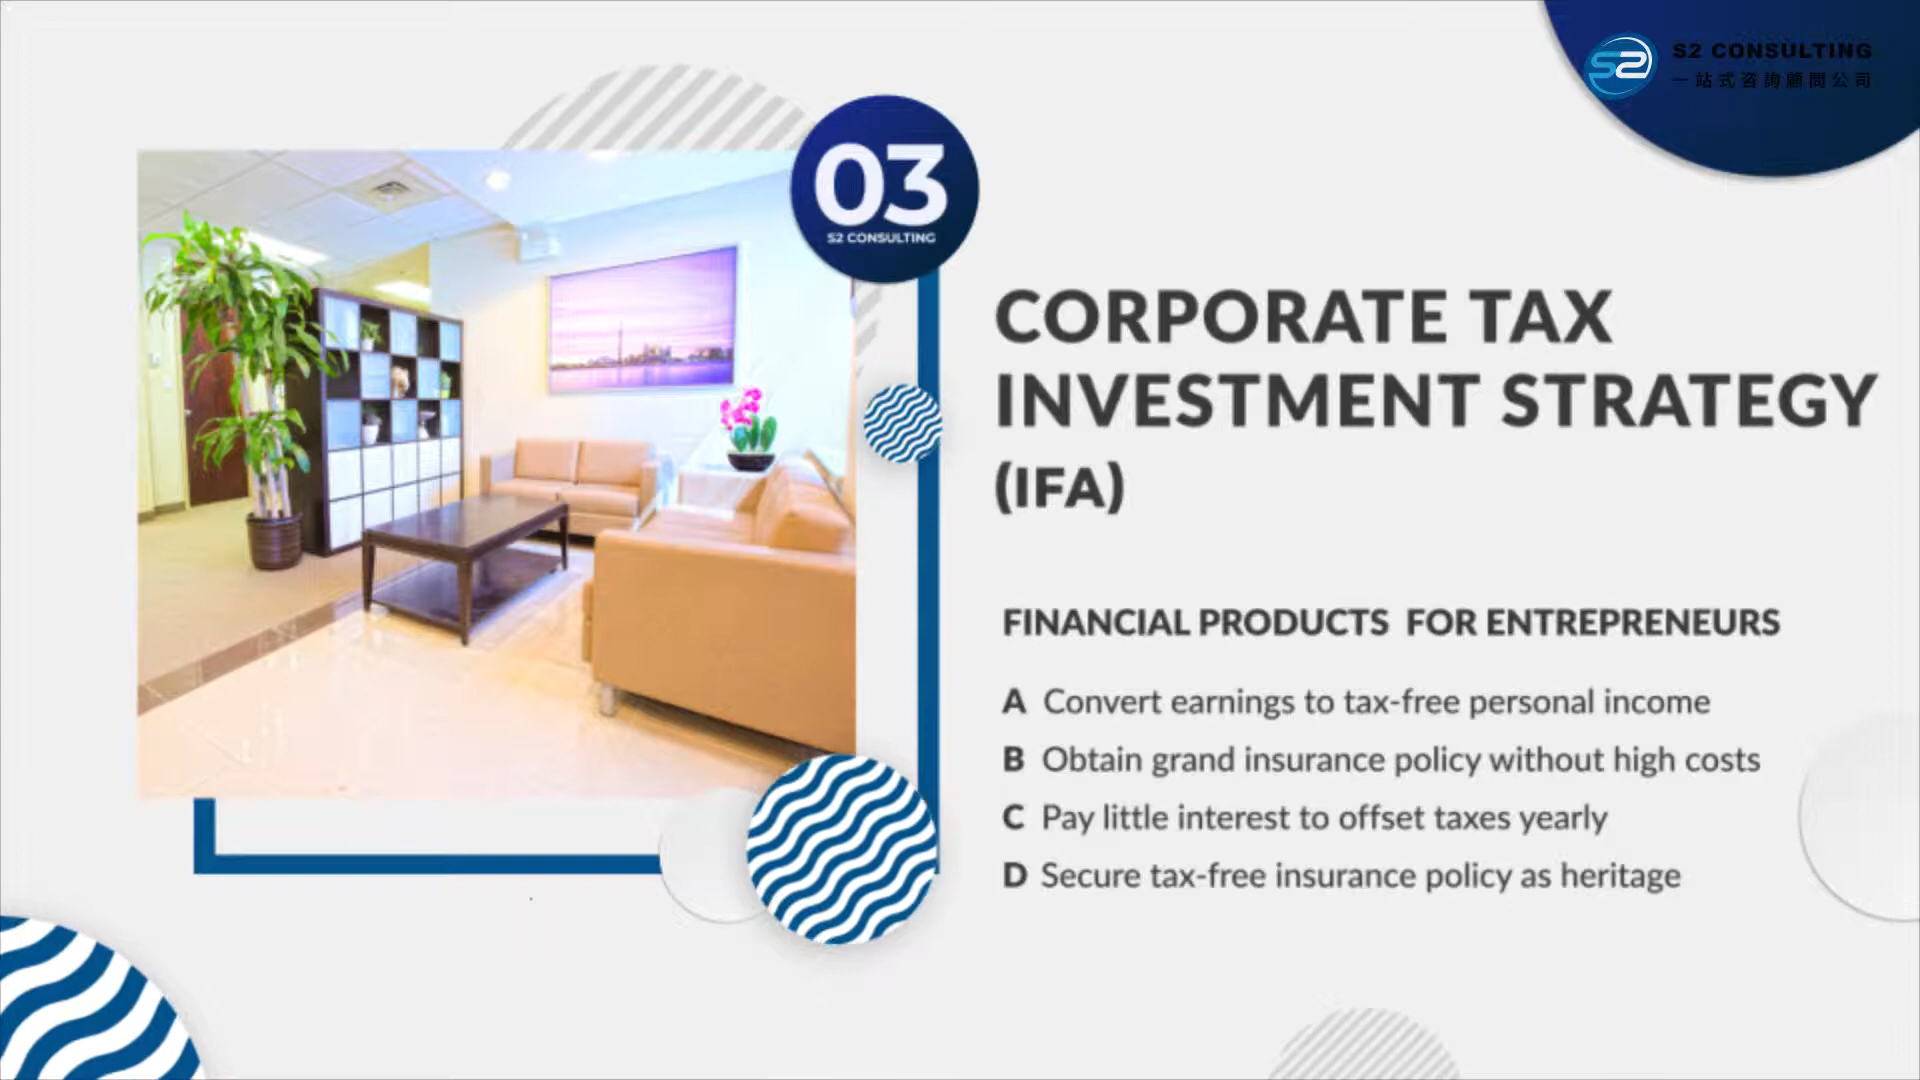 S2 CONSULTING
一站式咨詢顧問公司
03
S2 CONSULTING
CORPORATE TAX
INVESTMENT STRATEGY
(IFA)
FINANCIAL PRODUCTS FOR ENTREPRENEURS
A Convert earnings to tax-free personal income
B Obtain grand insurance policy without high costs
C Pay little interest to offset taxes yearly
D Secure tax-free insurance policy as heritage